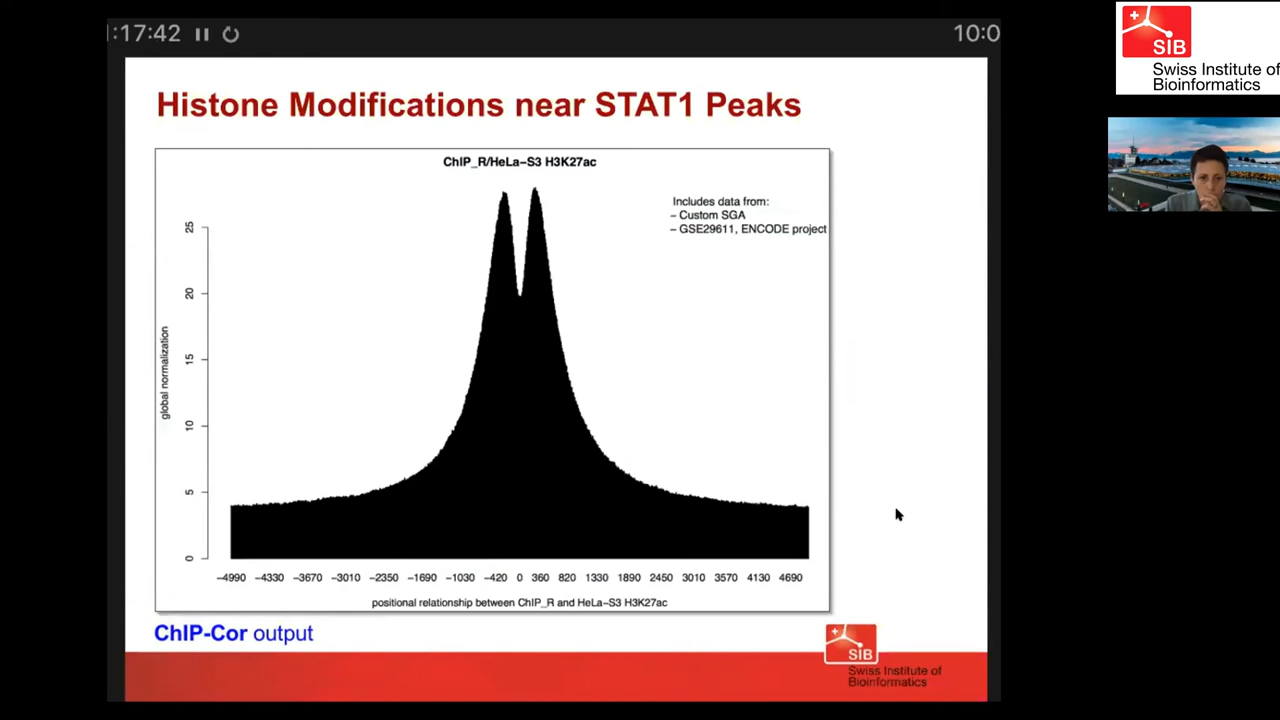 :17:42
10:0
SIB
Swiss Institute of
Bioinformatics
Histone Modifications near STAT1 Peaks
ChIP_R/HeLa−S3 H3K27ac
Includes data from:
− Custom SGA
− GSE29611, ENCODE project
global normalization
25
20
15
10
5
0
−4990 −4330 −3670 −3010 −2350 −1690 −1030 −420 0 360 820 1330 1890 2450 3010 3570 4130 4690
positional relationship between ChIP_R and HeLa−S3 H3K27ac
ChIP-Cor output
SIB
Swiss Institute of
Bioinformatics